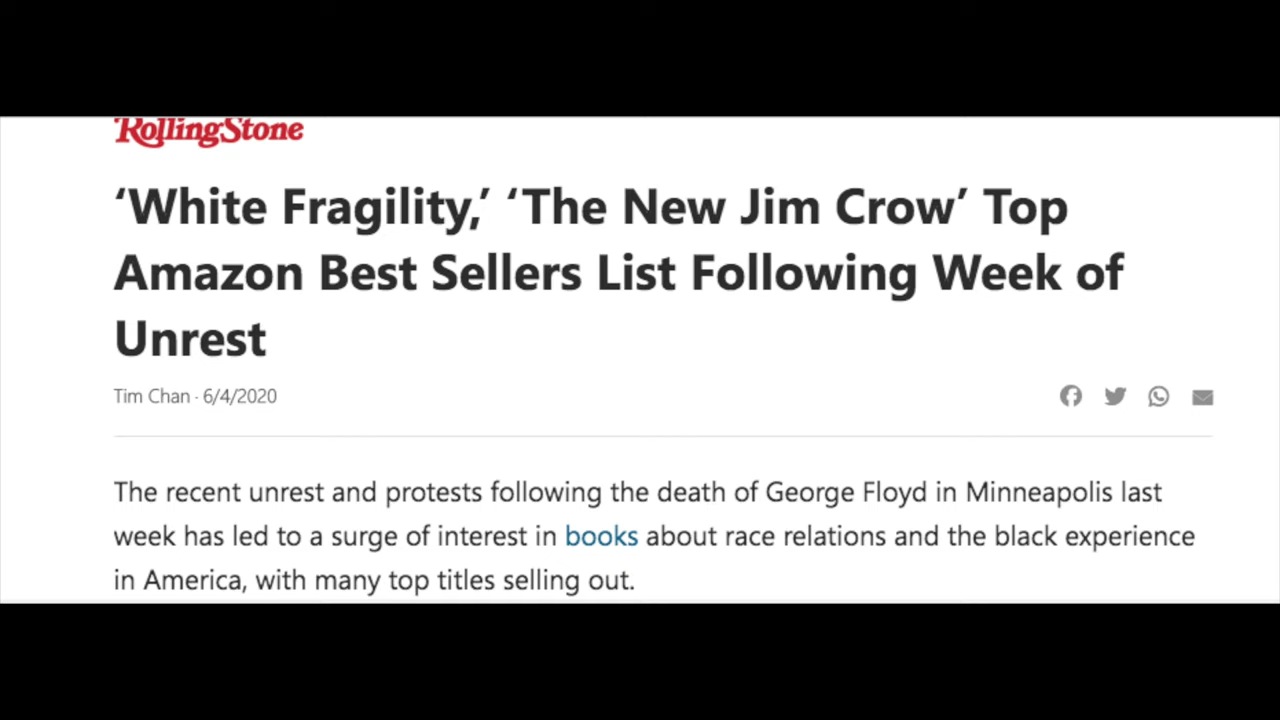 RollingStone
‘White Fragility,’ ‘The New Jim Crow’ Top
Amazon Best Sellers List Following Week of
Unrest
Tim Chan · 6/4/2020
The recent unrest and protests following the death of George Floyd in Minneapolis last
week has led to a surge of interest in books about race relations and the black experience
in America, with many top titles selling out.